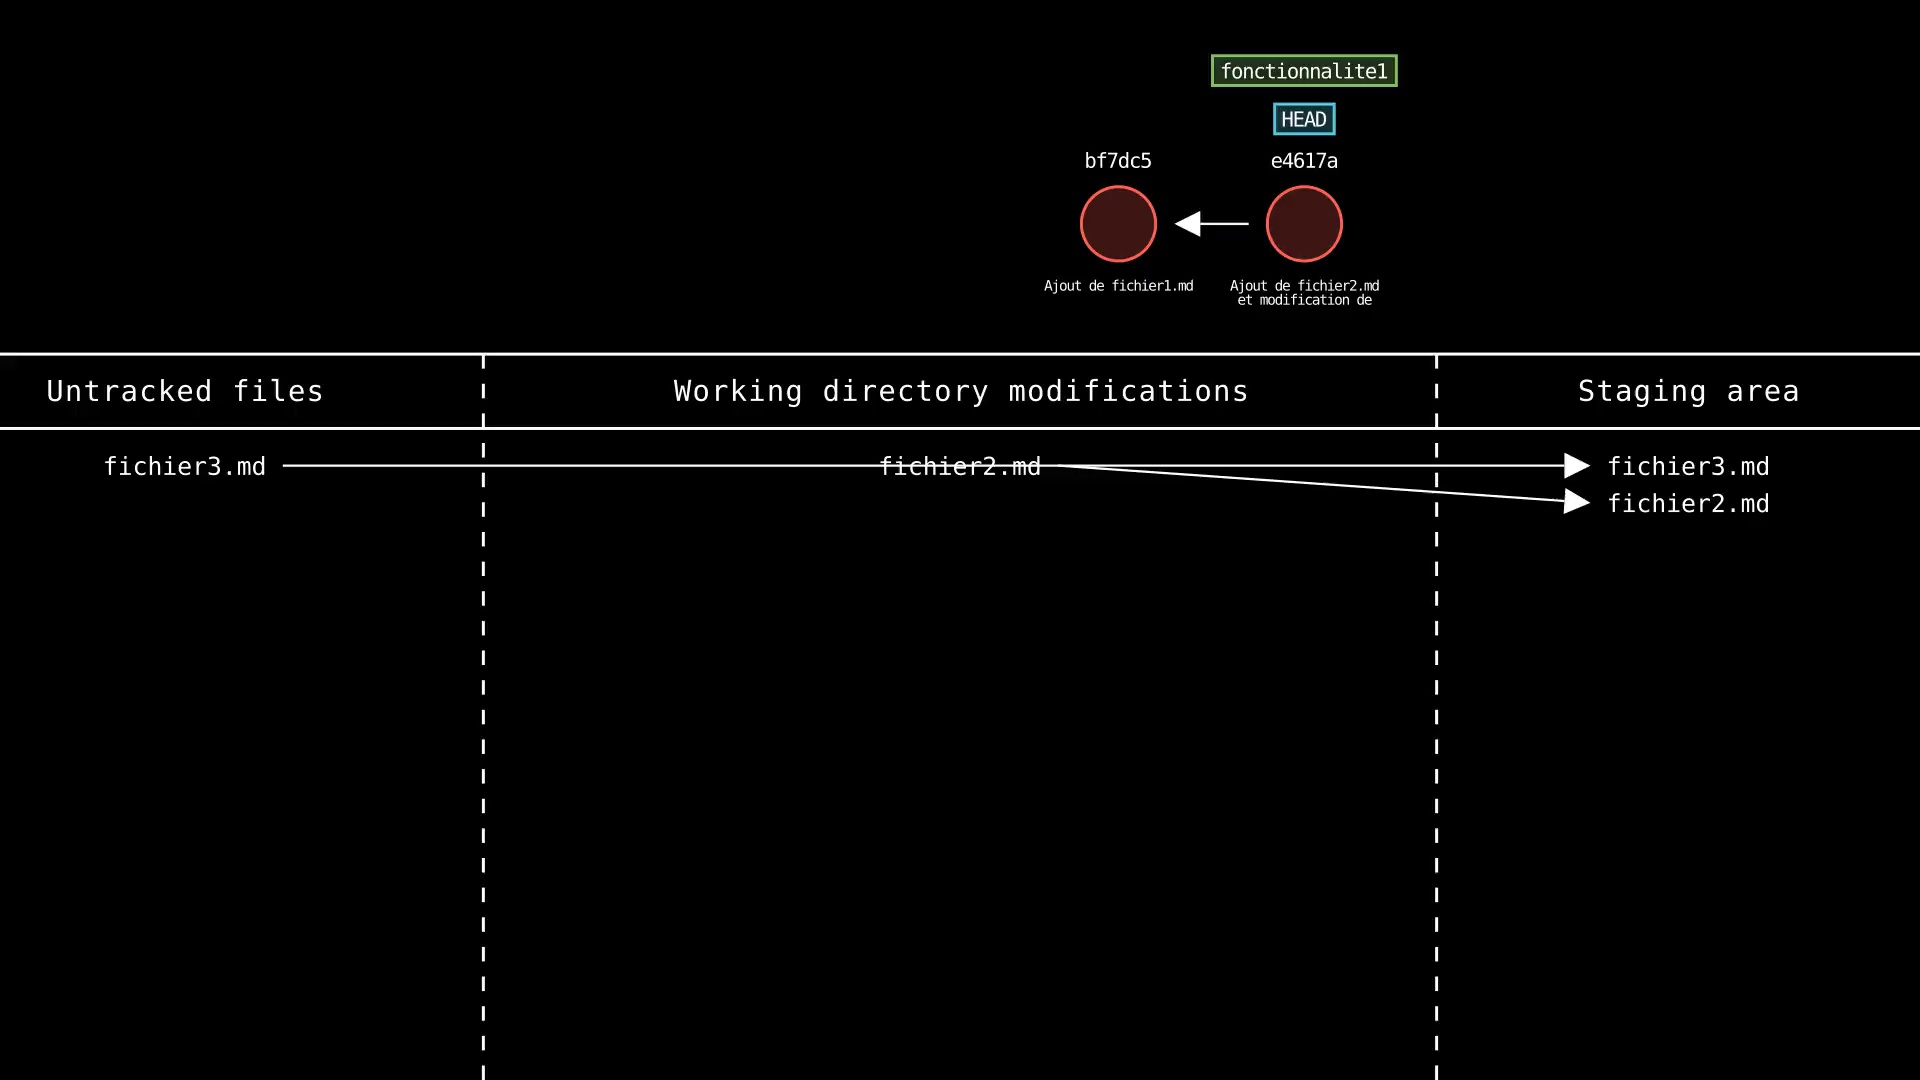 fonctionnalite1
HEAD
bf7dc5
e4617a
Ajout de fichier1.md
Ajout de fichier2.md
et modification de
Untracked files
Working directory modifications
Staging area
fichier3.md
fichier2.md
fichier3.md
fichier2.md